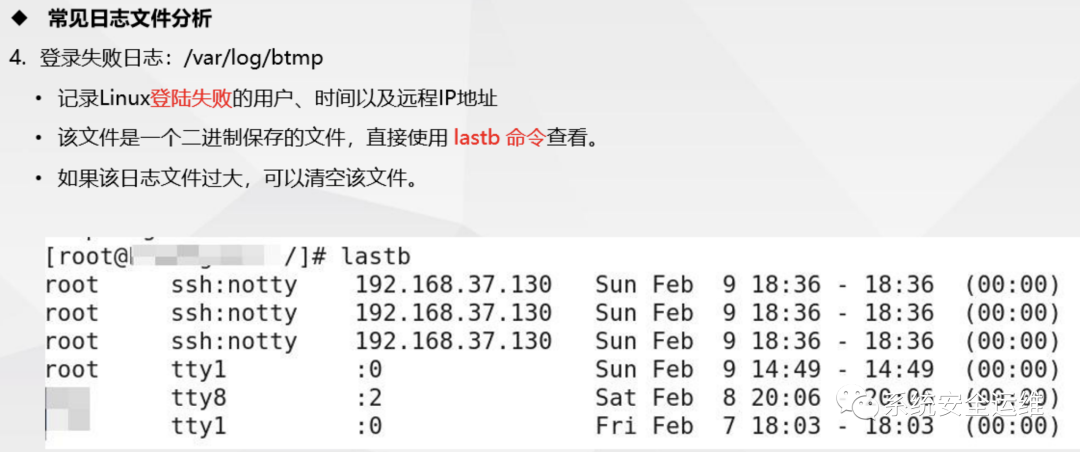 ◆ 常见日志文件分析
4. 登录失败日志：/var/log/btmp
• 记录Linux登陆失败的用户、时间以及远程IP地址
• 该文件是一个二进制保存的文件，直接使用 lastb 命令查看。
• 如果该日志文件过大，可以清空该文件。
[root@ /]# lastb
root ssh:notty 192.168.37.130 Sun Feb 9 18:36 - 18:36 (00:00)
root ssh:notty 192.168.37.130 Sun Feb 9 18:36 - 18:36 (00:00)
root ssh:notty 192.168.37.130 Sun Feb 9 18:36 - 18:36 (00:00)
root tty1 :0 Sun Feb 9 14:49 - 14:49 (00:00)
tty8 :2 Sat Feb 8 20:06 - 20:06 (00:00)
tty1 :0 Fri Feb 7 18:03 - 18:03 (00:00)
系统安全运维